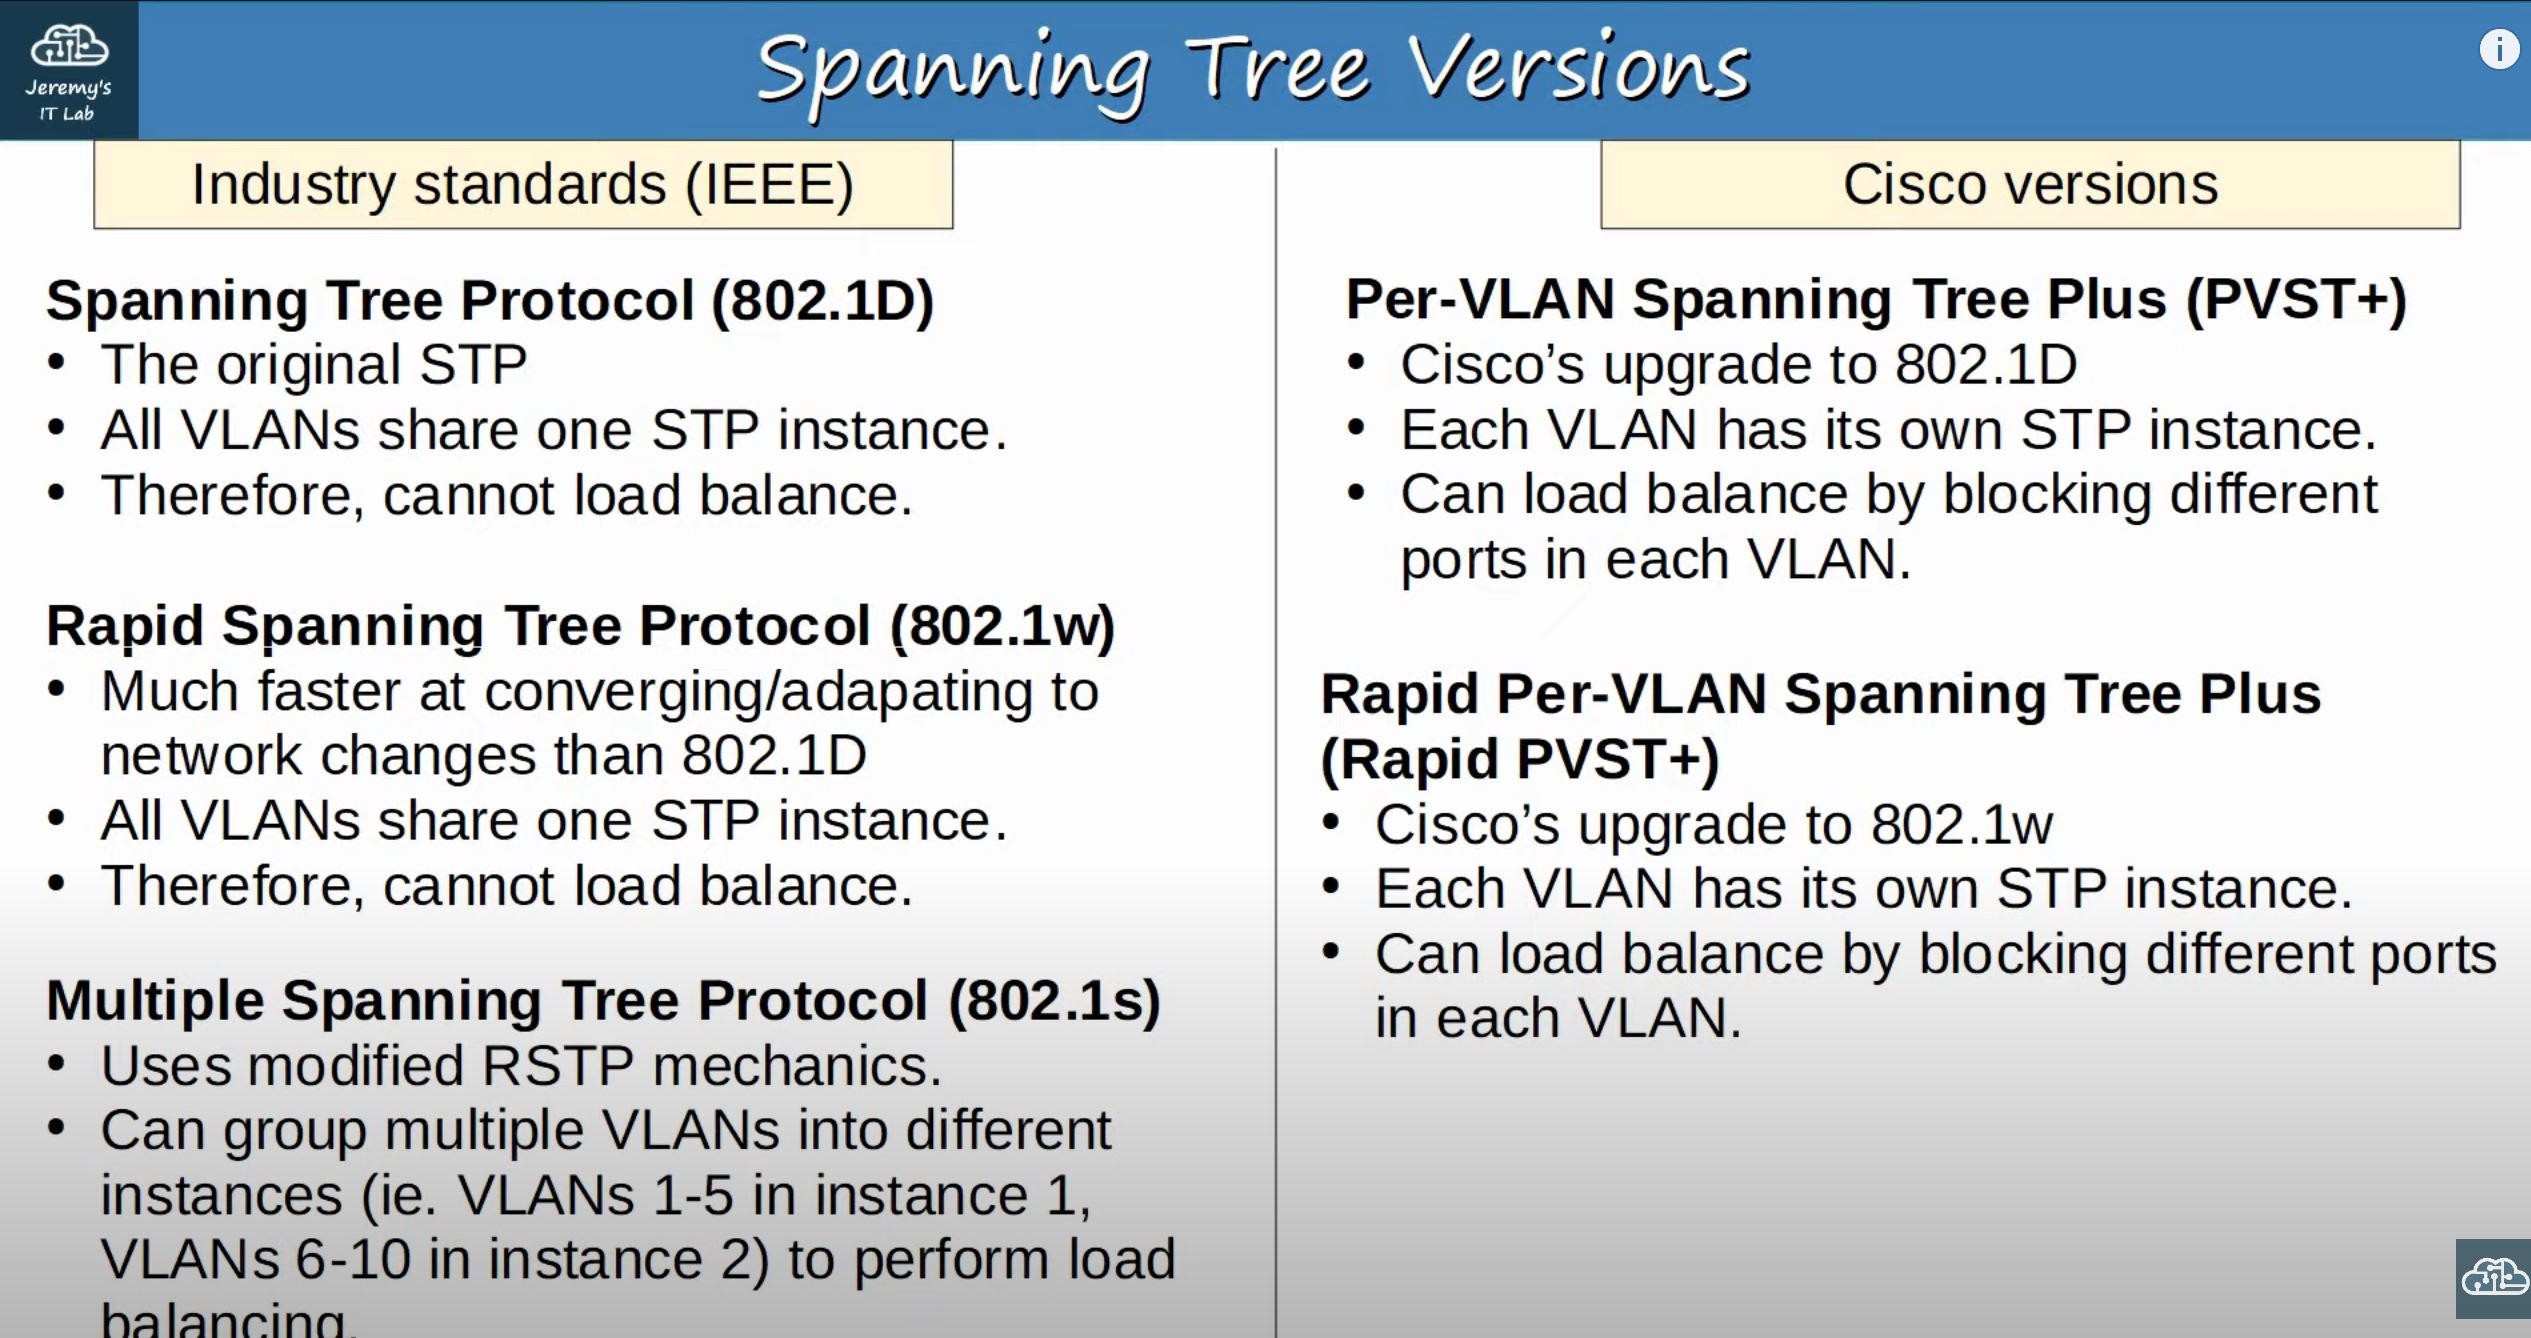 Jeremy's
IT Lab
Spanning Tree Versions
i
Industry standards (IEEE)
Spanning Tree Protocol (802.1D)
• The original STP
• All VLANs share one STP instance.
• Therefore, cannot load balance.
Rapid Spanning Tree Protocol (802.1w)
• Much faster at converging/adapating to
network changes than 802.1D
• All VLANs share one STP instance.
• Therefore, cannot load balance.
Multiple Spanning Tree Protocol (802.1s)
• Uses modified RSTP mechanics.
• Can group multiple VLANs into different
instances (ie. VLANs 1-5 in instance 1,
VLANs 6-10 in instance 2) to perform load
balancing.
Cisco versions
Per-VLAN Spanning Tree Plus (PVST+)
• Cisco’s upgrade to 802.1D
• Each VLAN has its own STP instance.
• Can load balance by blocking different
ports in each VLAN.
Rapid Per-VLAN Spanning Tree Plus
(Rapid PVST+)
• Cisco’s upgrade to 802.1w
• Each VLAN has its own STP instance.
• Can load balance by blocking different ports
in each VLAN.